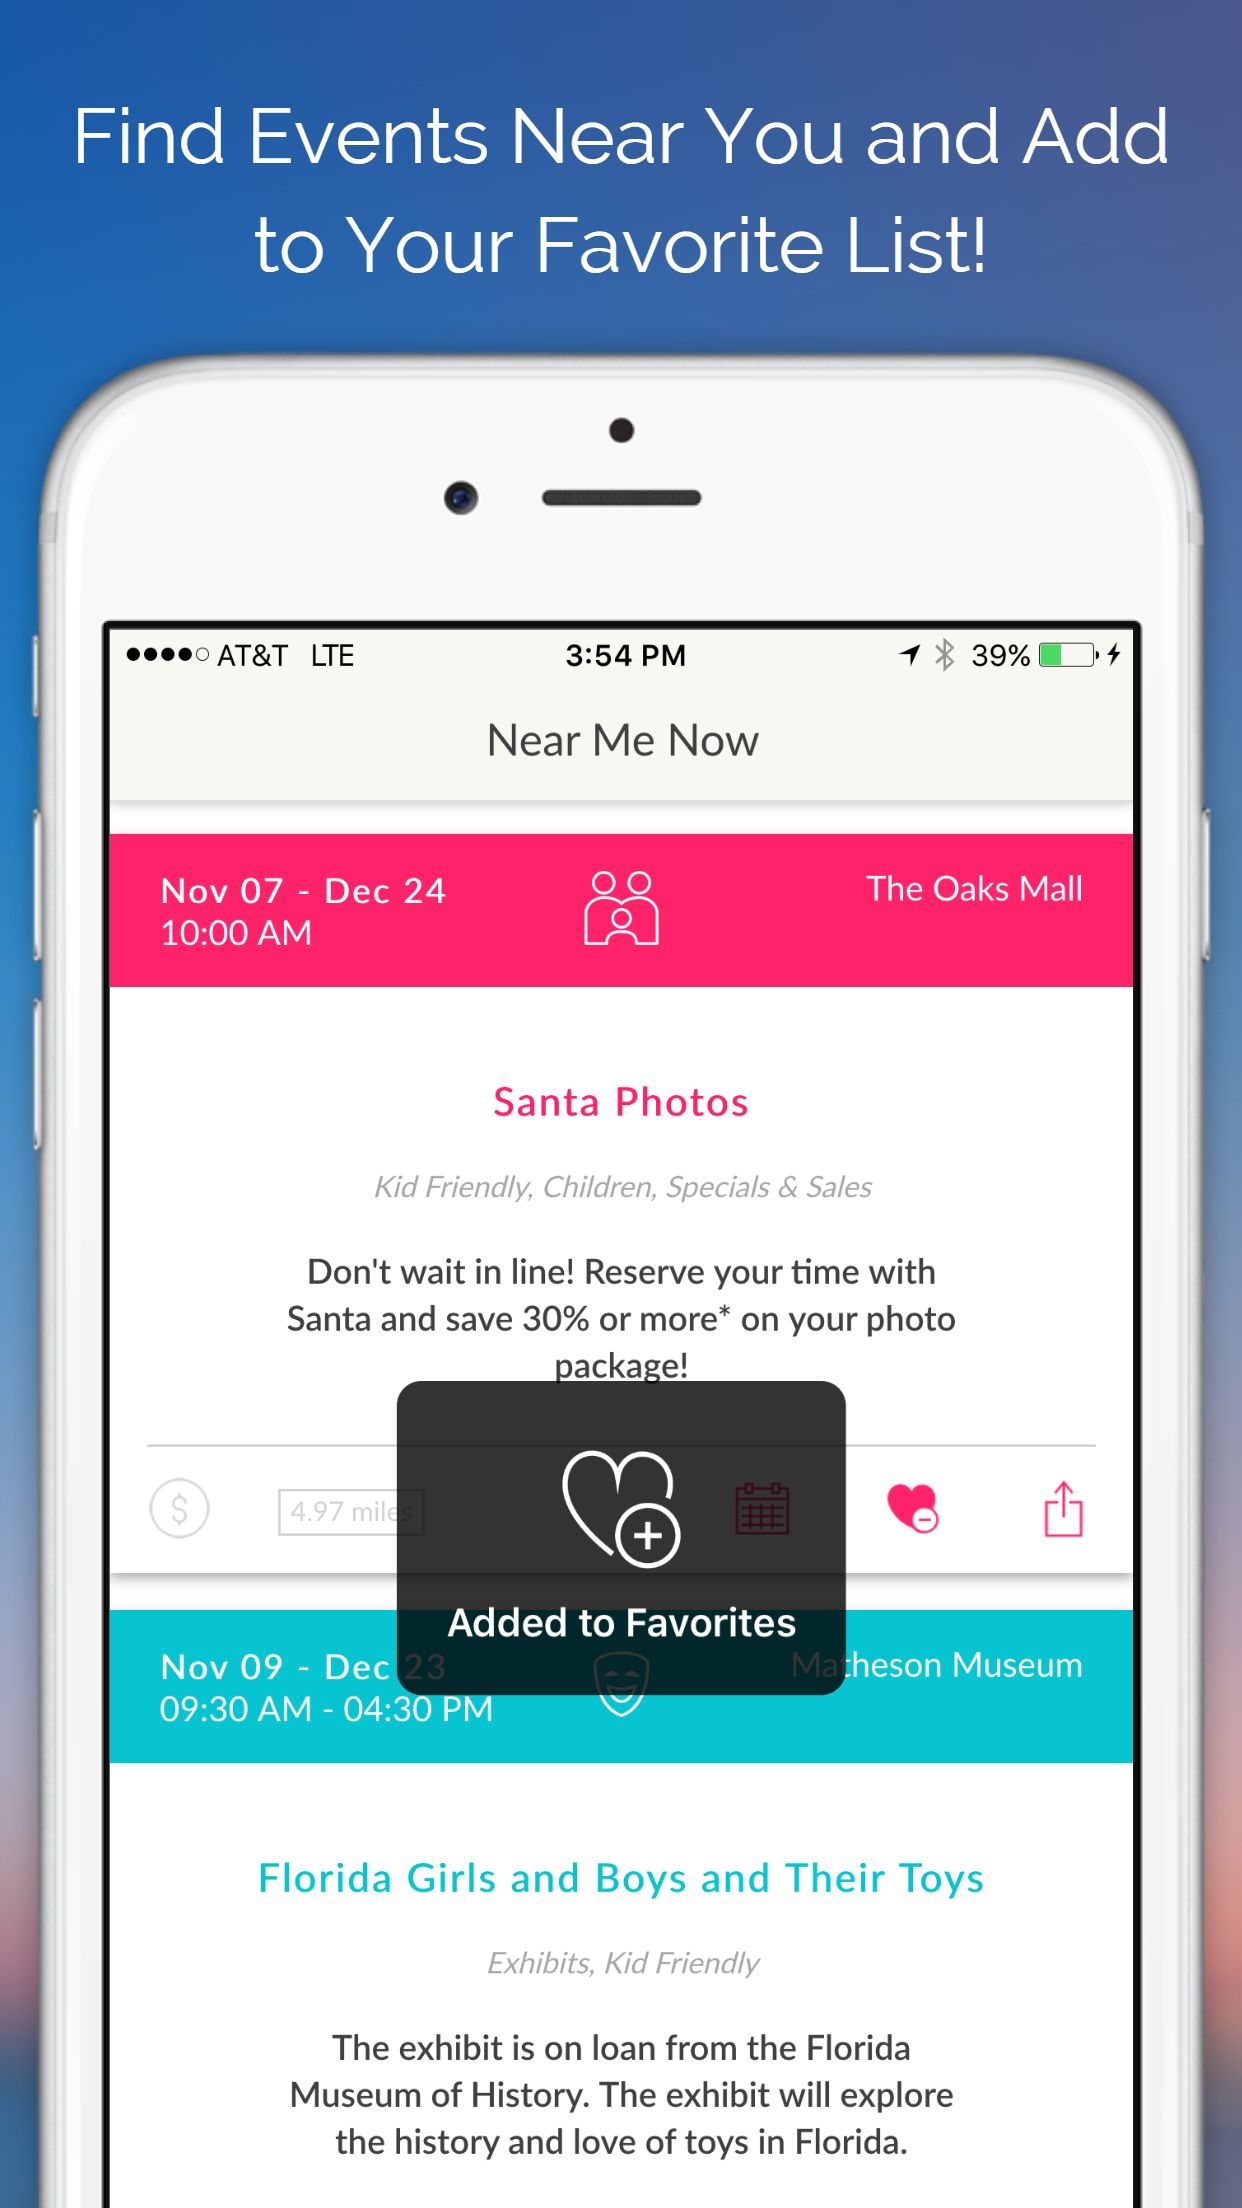 Find Events Near You and Add
to Your Favorite List!
AT&T LTE
3:54 PM
39%
Near Me Now
Nov 07 - Dec 24
10:00 AM
The Oaks Mall
Santa Photos
Kid Friendly, Children, Specials & Sales
Don't wait in line! Reserve your time with
Santa and save 30% or more* on your photo
package!
$
4.97 miles
Added to Favorites
Nov 09 - Dec 23
09:30 AM - 04:30 PM
Matheson Museum
Florida Girls and Boys and Their Toys
Exhibits, Kid Friendly
The exhibit is on loan from the Florida
Museum of History. The exhibit will explore
the history and love of toys in Florida.